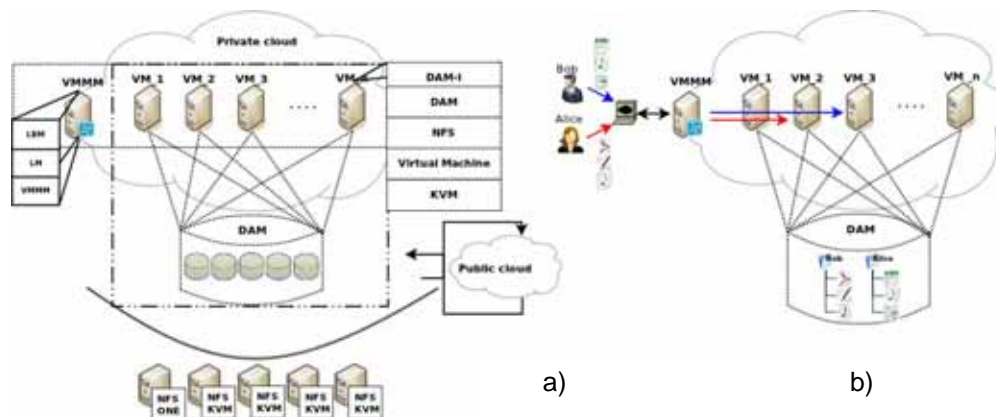 Private cloud
VMMM
VM_1
VM_2
VM_3
....
VM_
LBM
LM
VMMM
DAM-I
DAM
NFS
Virtual Machine
KVM
DAM
Public cloud
NFS
ONE
NFS
KVM
NFS
KVM
NFS
KVM
NFS
KVM
a)
Bob
Alice
VMMM
VM_1
VM_2
VM_3
....
VM_n
DAM
Bob
Alice
b)